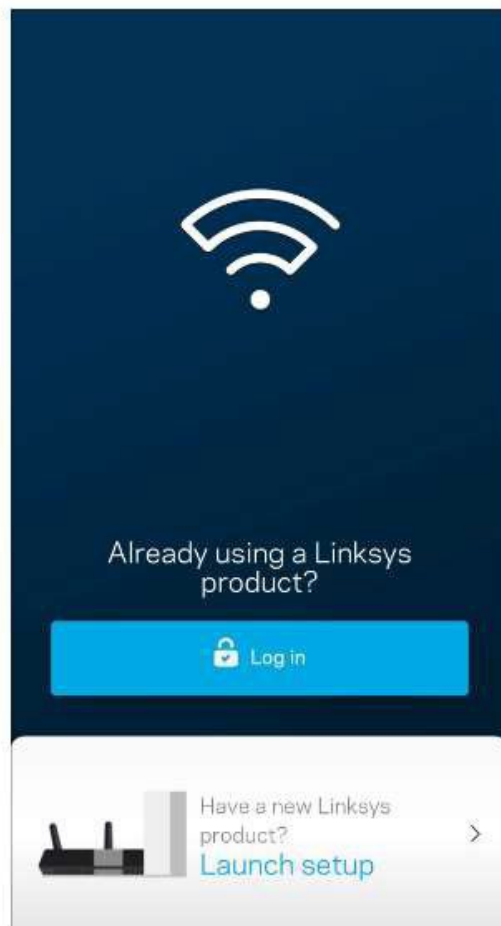 Already using a Linksys
product?
Log in
Have a new Linksys
product?
Launch setup